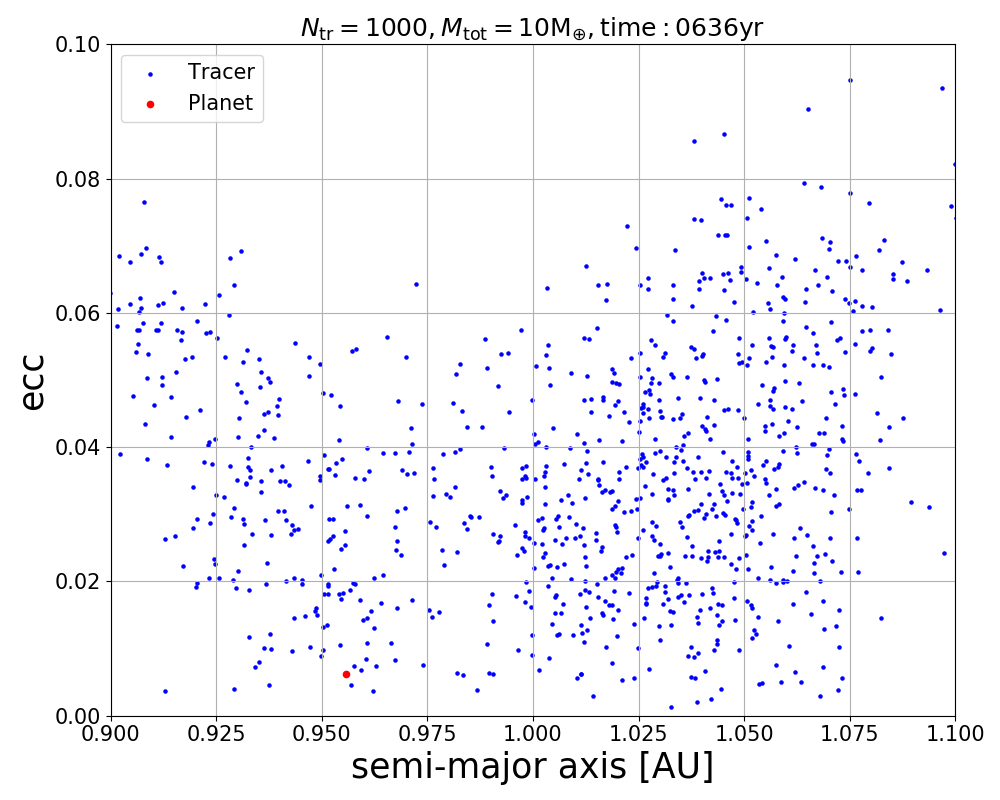 N_tr = 1000, M_tot = 10M_⊕, time : 0636yr
Tracer
Planet
ecc
0.10
0.08
0.06
0.04
0.02
0.00
0.900 0.925 0.950 0.975 1.000 1.025 1.050 1.075 1.100
semi-major axis [AU]